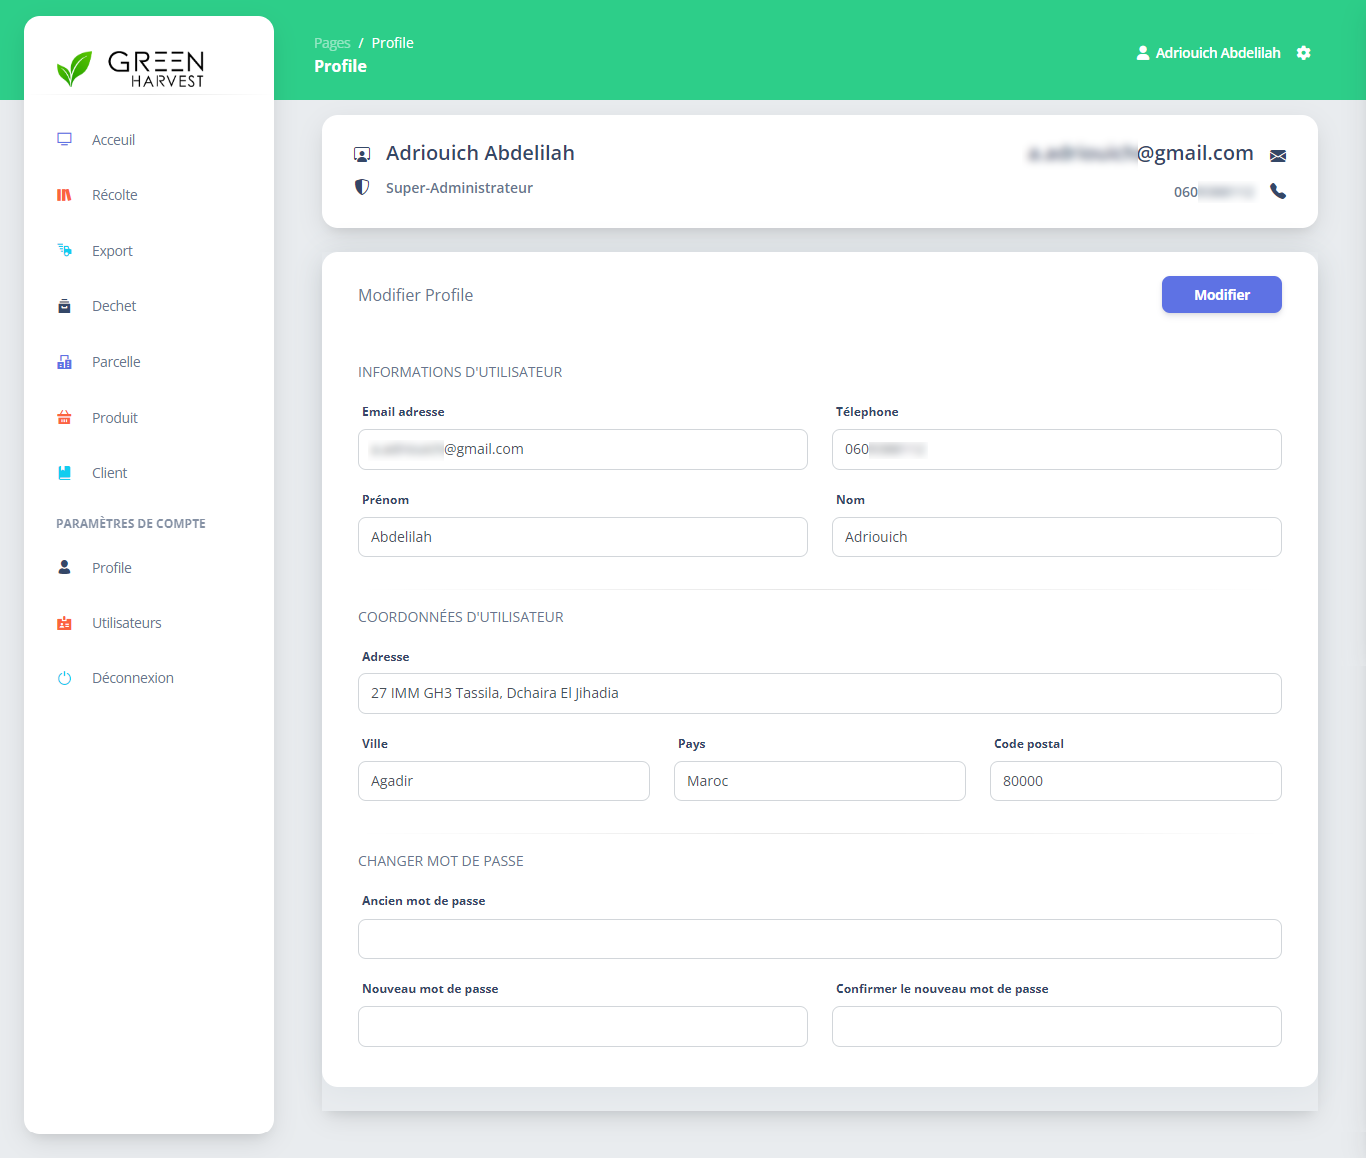 GREEN
HARVEST
Acceuil
Récolte
Export
Dechet
Parcelle
Produit
Client
PARAMÈTRES DE COMPTE
Profile
Utilisateurs
Déconnexion
Pages / Profile
Profile
Adriouich Abdelilah
Adriouich Abdelilah
@gmail.com
Super-Administrateur
060
Modifier Profile
Modifier
INFORMATIONS D'UTILISATEUR
Email adresse
Télephone
@gmail.com
060
Prénom
Nom
Abdelilah
Adriouich
COORDONNÉES D'UTILISATEUR
Adresse
27 IMM GH3 Tassila, Dchaira El Jihadia
Ville
Pays
Code postal
Agadir
Maroc
80000
CHANGER MOT DE PASSE
Ancien mot de passe
Nouveau mot de passe
Confirmer le nouveau mot de passe